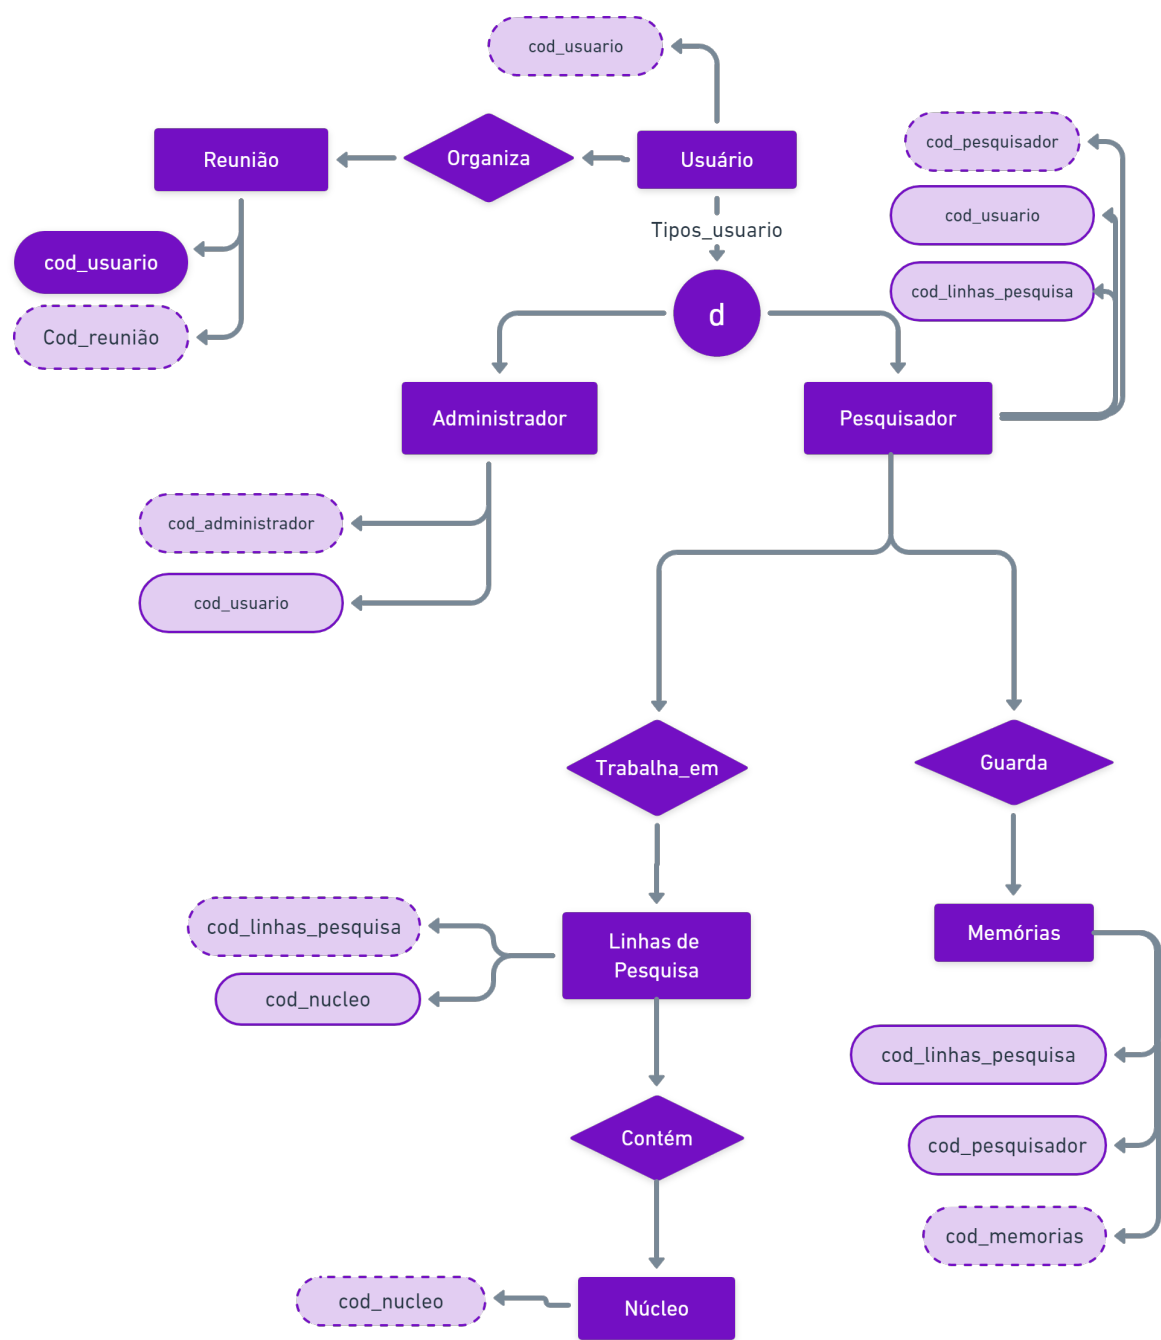 cod_usuario
Reunião
Organiza
Usuário
cod_pesquisador
cod_usuario
cod_linhas_pesquisa
Tipos_usuario
cod_usuario
Cod_reunião
d
Administrador
Pesquisador
cod_administrador
cod_usuario
Trabalha_em
Guarda
cod_linhas_pesquisa
cod_nucleo
Linhas de
Pesquisa
Memórias
cod_linhas_pesquisa
cod_pesquisador
cod_memorias
Contém
cod_nucleo
Núcleo